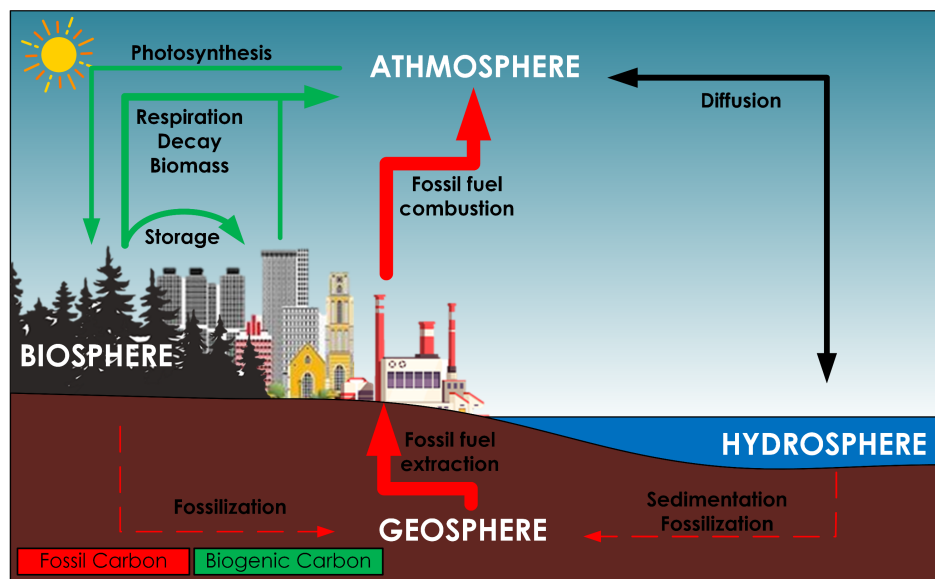 Photosynthesis
ATHMOSPHERE
Diffusion
Respiration
Decay
Biomass
Fossil fuel
combustion
Storage
BIOSPHERE
Fossil fuel
extraction
HYDROSPHERE
Fossilization
Sedimentation
Fossilization
GEOSPHERE
Fossil Carbon
Biogenic Carbon